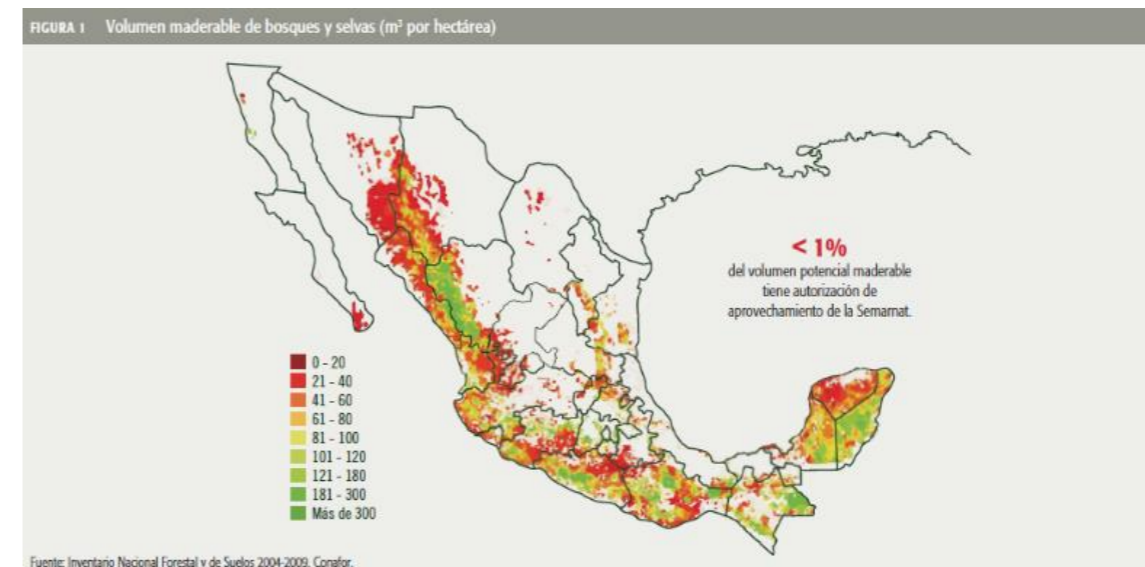 FIGURA 1 Volumen maderable de bosques y selvas (m³ por hectárea)
< 1%
del volumen potencial maderable
tiene autorización de
aprovechamiento de la Semarnat.
0 - 20
21 - 40
41 - 60
61 - 80
81 - 100
101 - 120
121 - 180
181 - 300
Más de 300
Fuente: Inventario Nacional Forestal y de Suelos 2004-2009, Conafor.